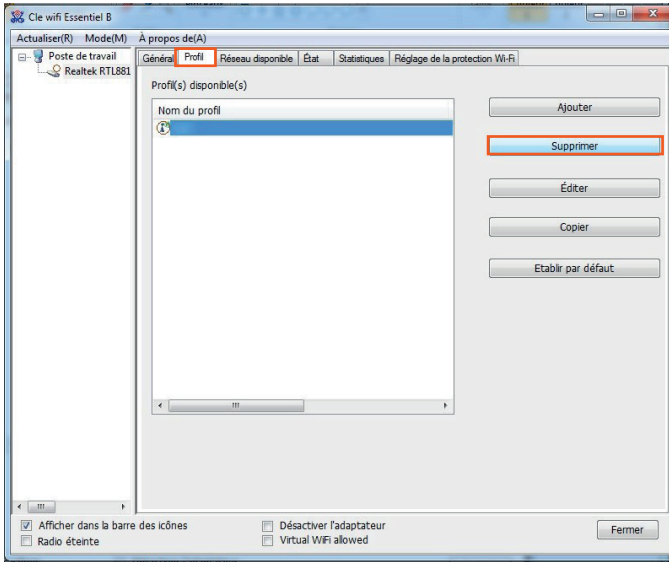 Cle wifi Essentiel B
Actualiser(R) Mode(M) À propos de(A)
Poste de travail
Realtek RTL881
Général Profil Réseau disponible État Statistiques Réglage de la protection Wi-Fi
Profil(s) disponible(s)
Nom du profil
Ajouter
Supprimer
Éditer
Copier
Etablir par défaut
Afficher dans la barre des icônes
Radio éteinte
Désactiver l'adaptateur
Virtual WiFi allowed
Fermer